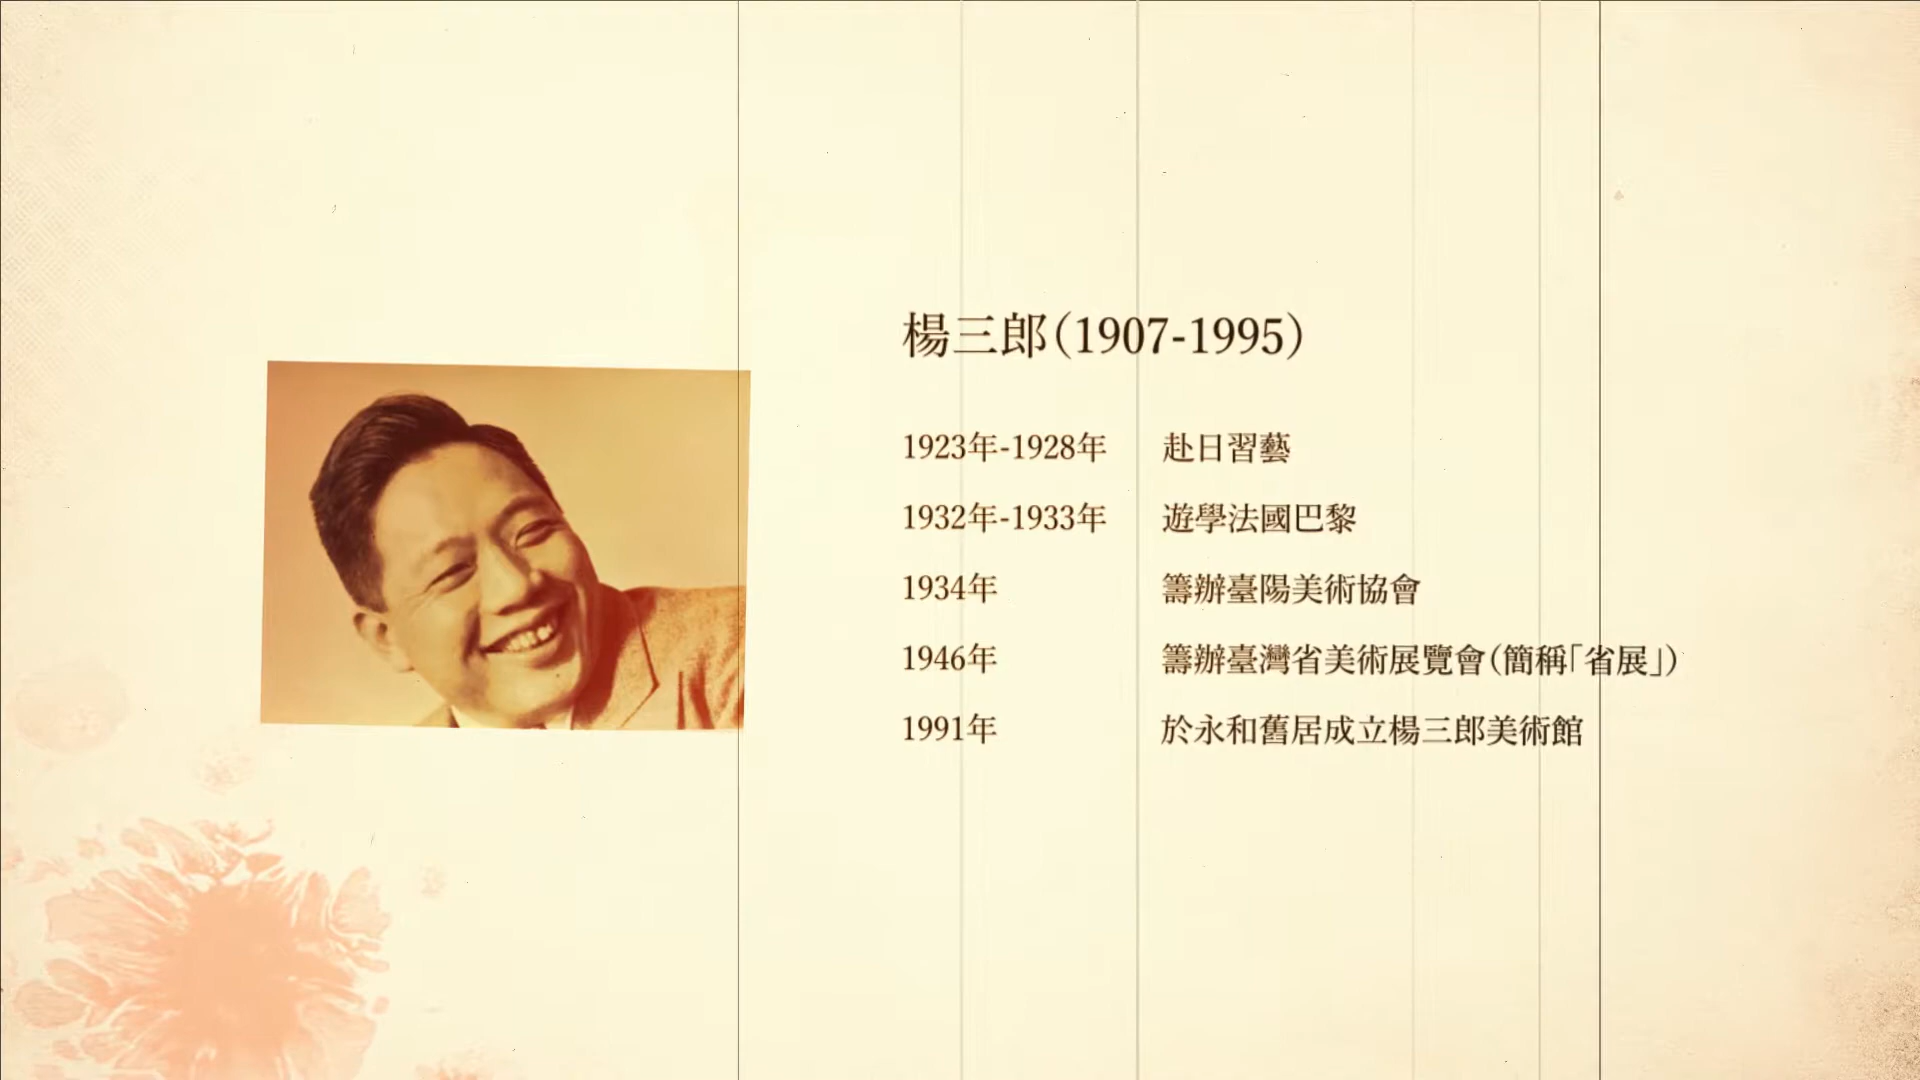 楊三郎(1907-1995)
1923年-1928年 赴日習藝
1932年-1933年 遊學法國巴黎
1934年 籌辦臺陽美術協會
1946年 籌辦臺灣省美術展覽會(簡稱「省展」)
1991年 於永和舊居成立楊三郎美術館